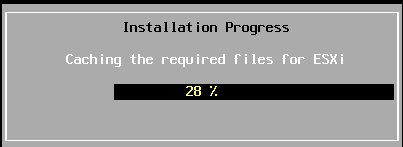 Installation Progress
Caching the required files for ESXi
28 %